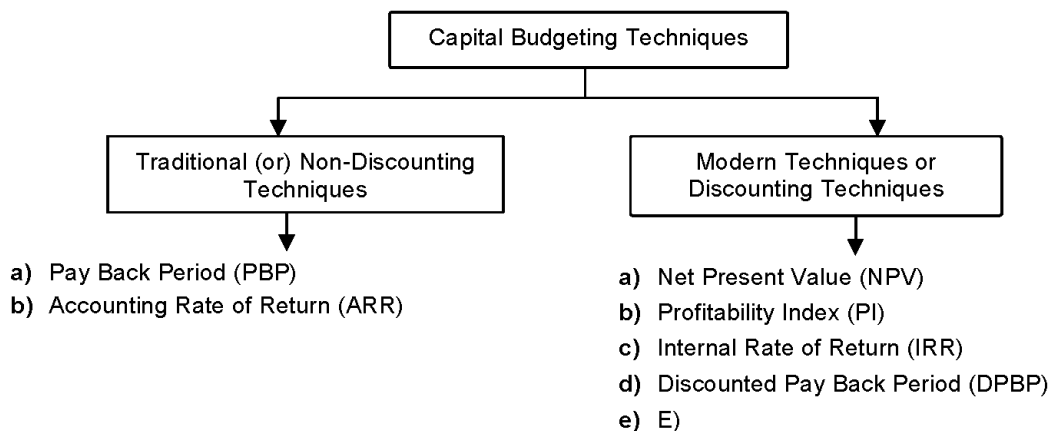 Capital Budgeting Techniques
Traditional (or) Non-Discounting
Techniques
Modern Techniques or
Discounting Techniques
a) Pay Back Period (PBP)
b) Accounting Rate of Return (ARR)
a) Net Present Value (NPV)
b) Profitability Index (PI)
c) Internal Rate of Return (IRR)
d) Discounted Pay Back Period (DPBP)
e) E)